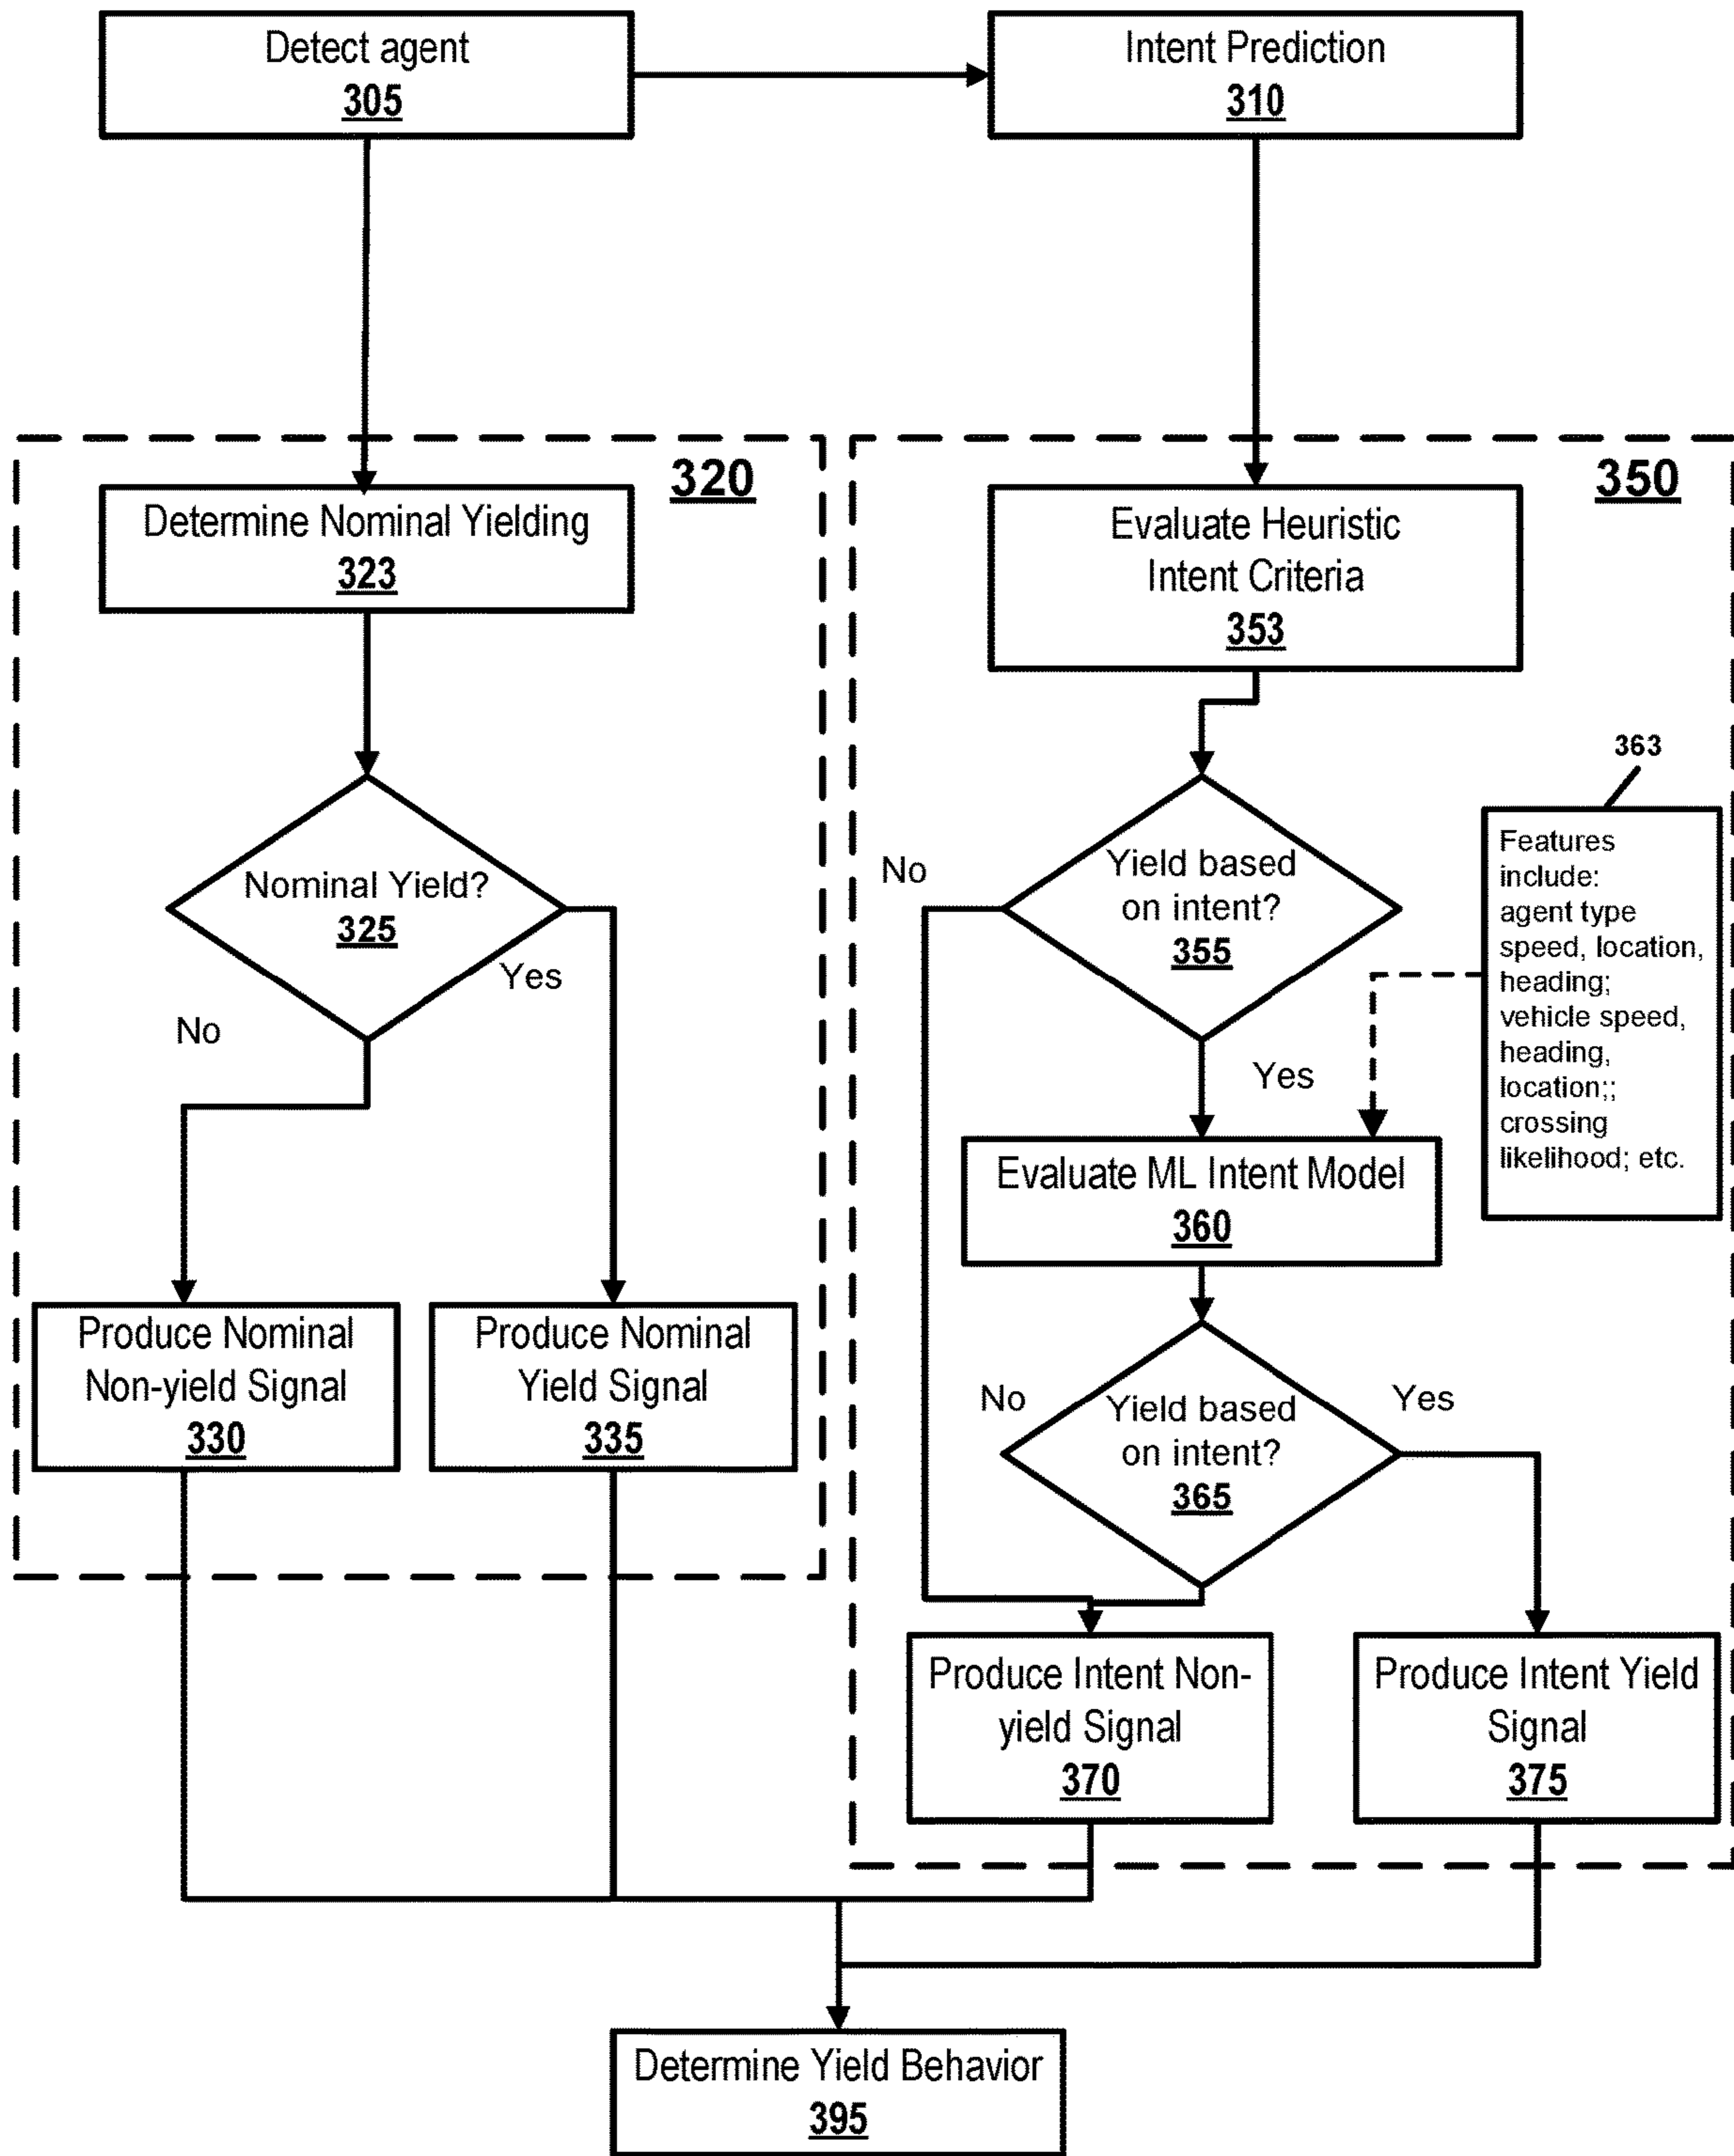 Detect agent
305
Intent Prediction
310
320
Determine Nominal Yielding
323
Nominal Yield?
325
Yes
No
Produce Nominal
Non-yield Signal
330
Produce Nominal
Yield Signal
335
350
Evaluate Heuristic
Intent Criteria
353
363
Features
include:
agent type
speed, location,
heading;
vehicle speed,
heading,
location;;
crossing
likelihood; etc.
No
Yield based
on intent?
355
Yes
Evaluate ML Intent Model
360
No
Yield based
on intent?
365
Yes
Produce Intent Non-
yield Signal
370
Produce Intent Yield
Signal
375
Determine Yield Behavior
395